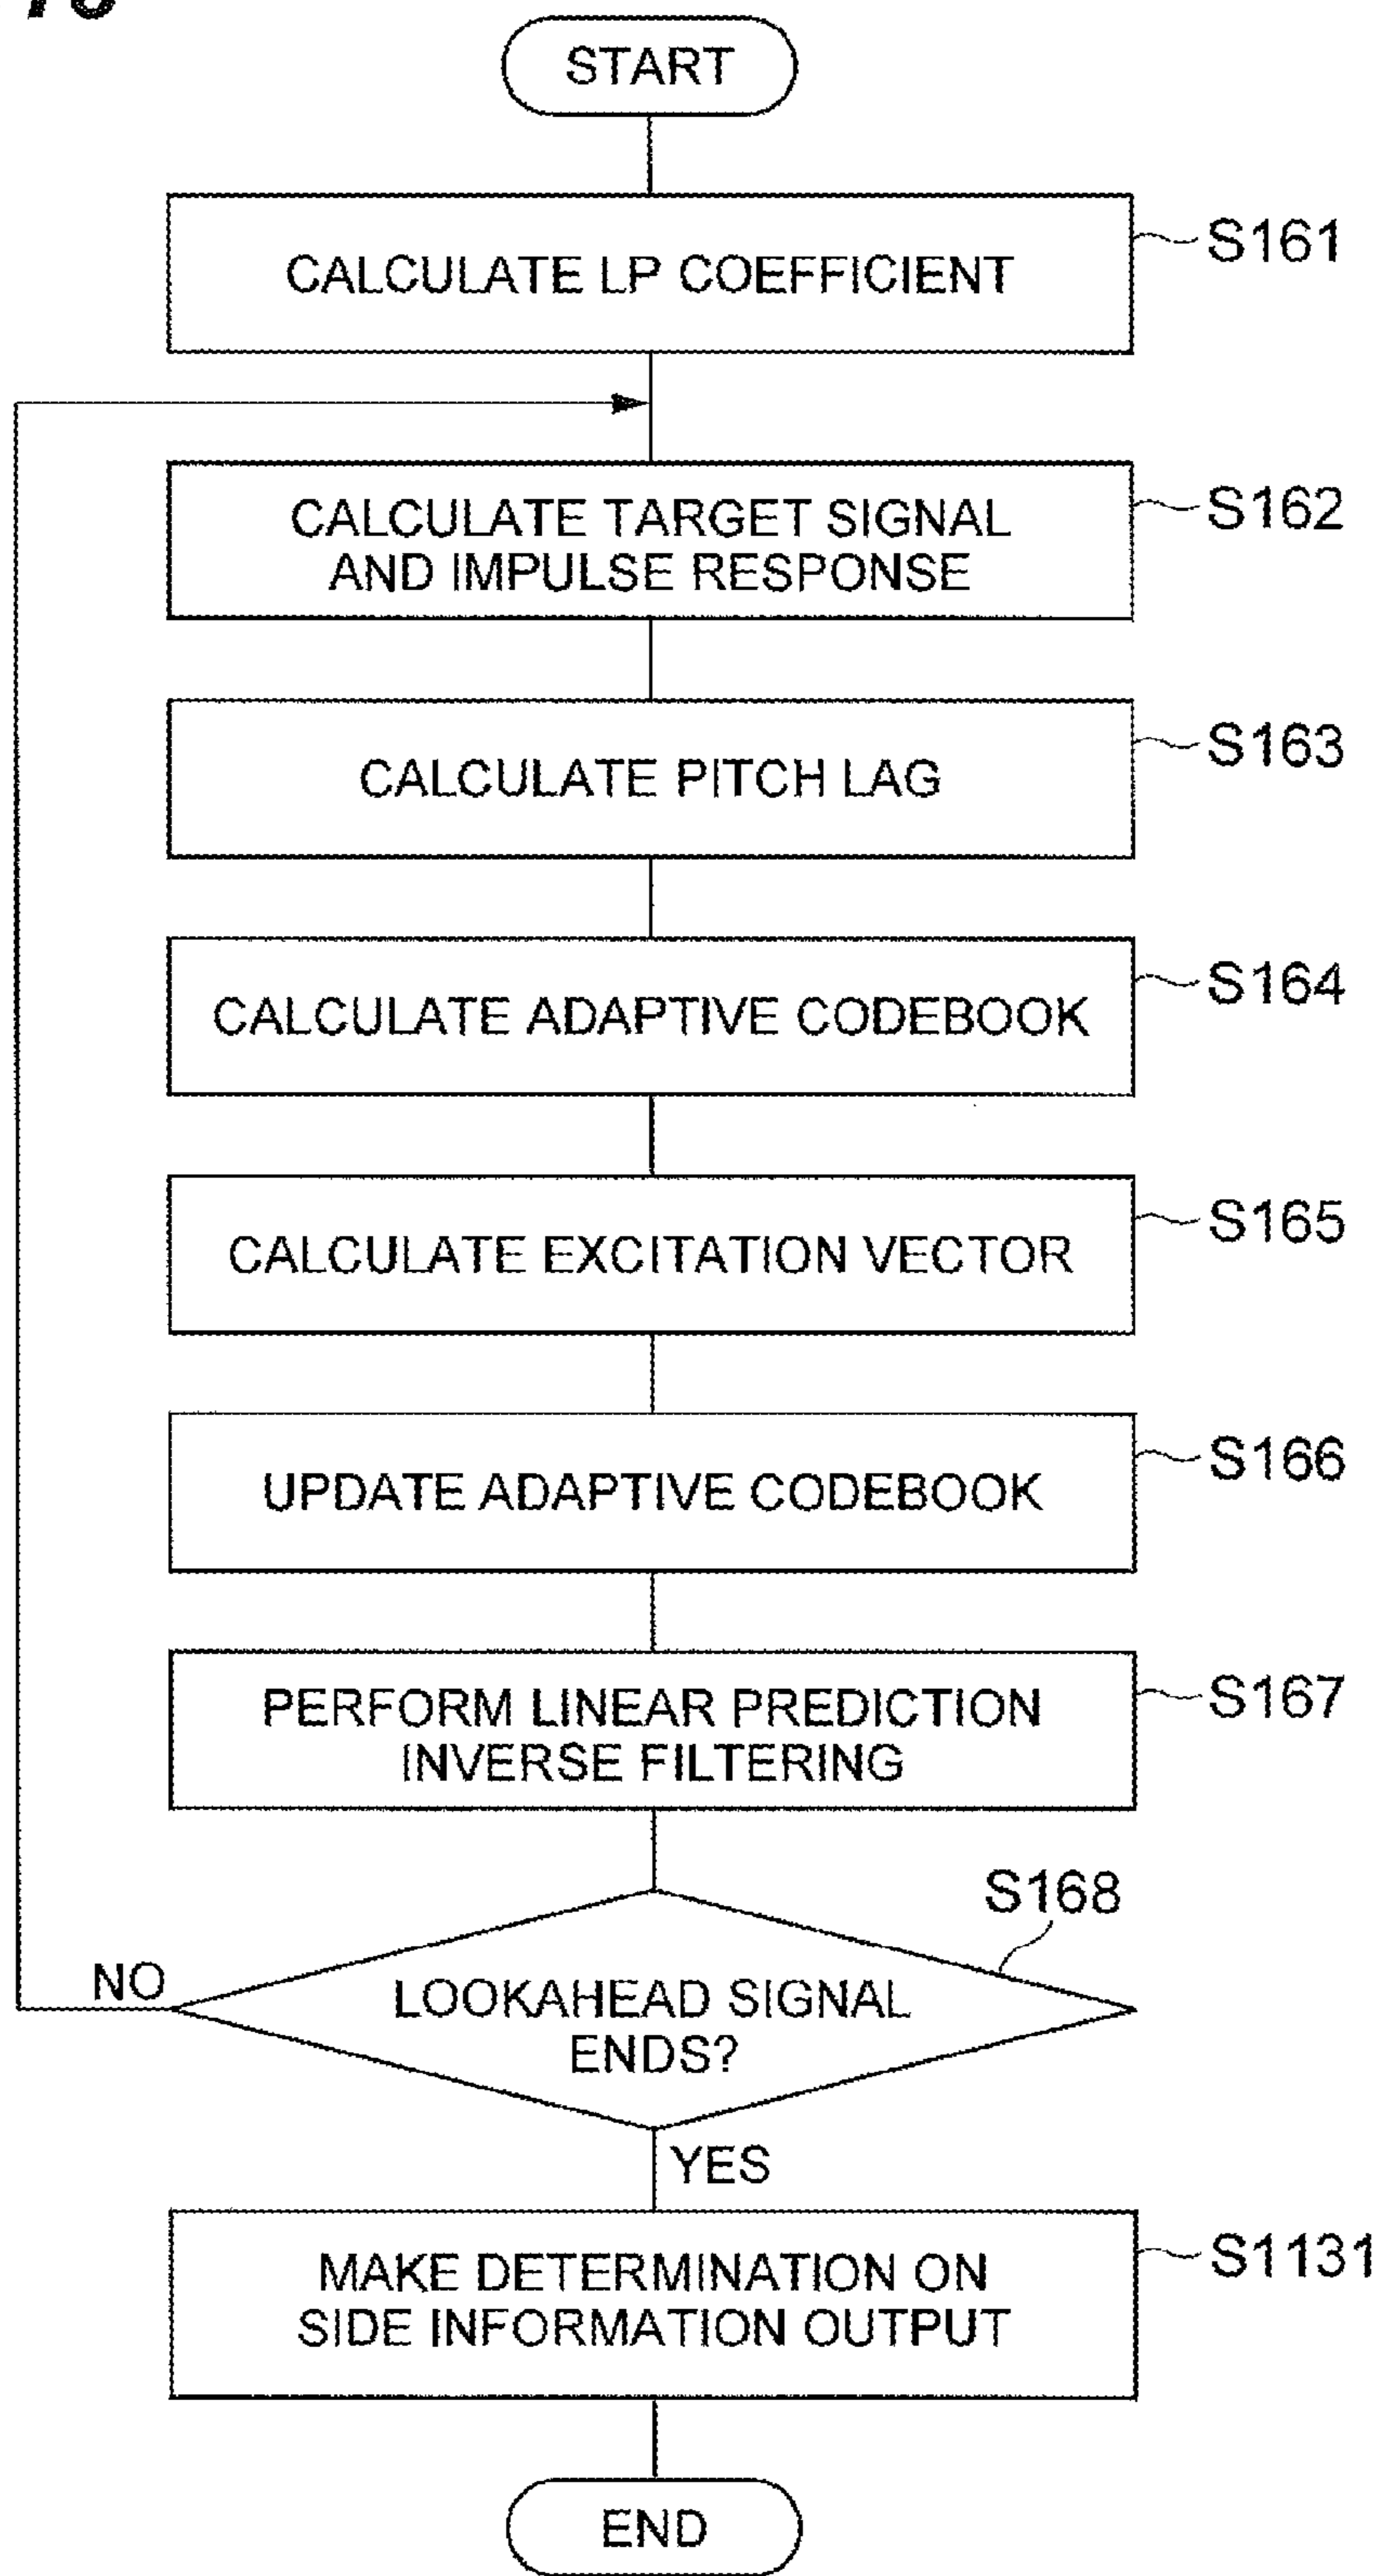 START
CALCULATE LP COEFFICIENT
S161
CALCULATE TARGET SIGNAL
AND IMPULSE RESPONSE
S162
CALCULATE PITCH LAG
S163
CALCULATE ADAPTIVE CODEBOOK
S164
CALCULATE EXCITATION VECTOR
S165
UPDATE ADAPTIVE CODEBOOK
S166
PERFORM LINEAR PREDICTION
INVERSE FILTERING
S167
S168
NO
LOOKAHEAD SIGNAL
ENDS?
YES
MAKE DETERMINATION ON
SIDE INFORMATION OUTPUT
S1131
END